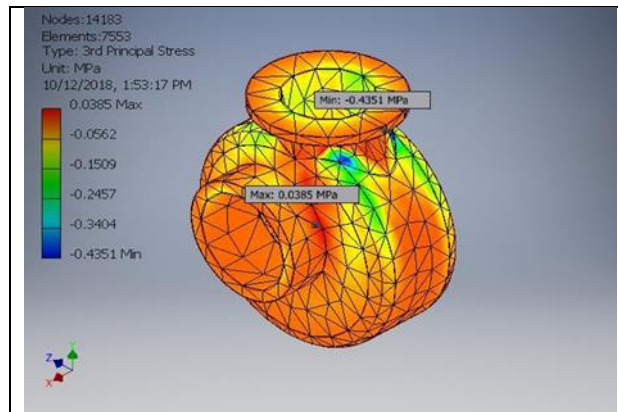 Nodes:14183
Elements:7553
Type: 3rd Principal Stress
Unit: MPa
10/12/2018, 1:53:17 PM
0.0385 Max
-0.0562
-0.1509
-0.2457
-0.3404
-0.4351 Min
Min: -0.4351 MPa
Max: 0.0385 MPa
Z
Y
X